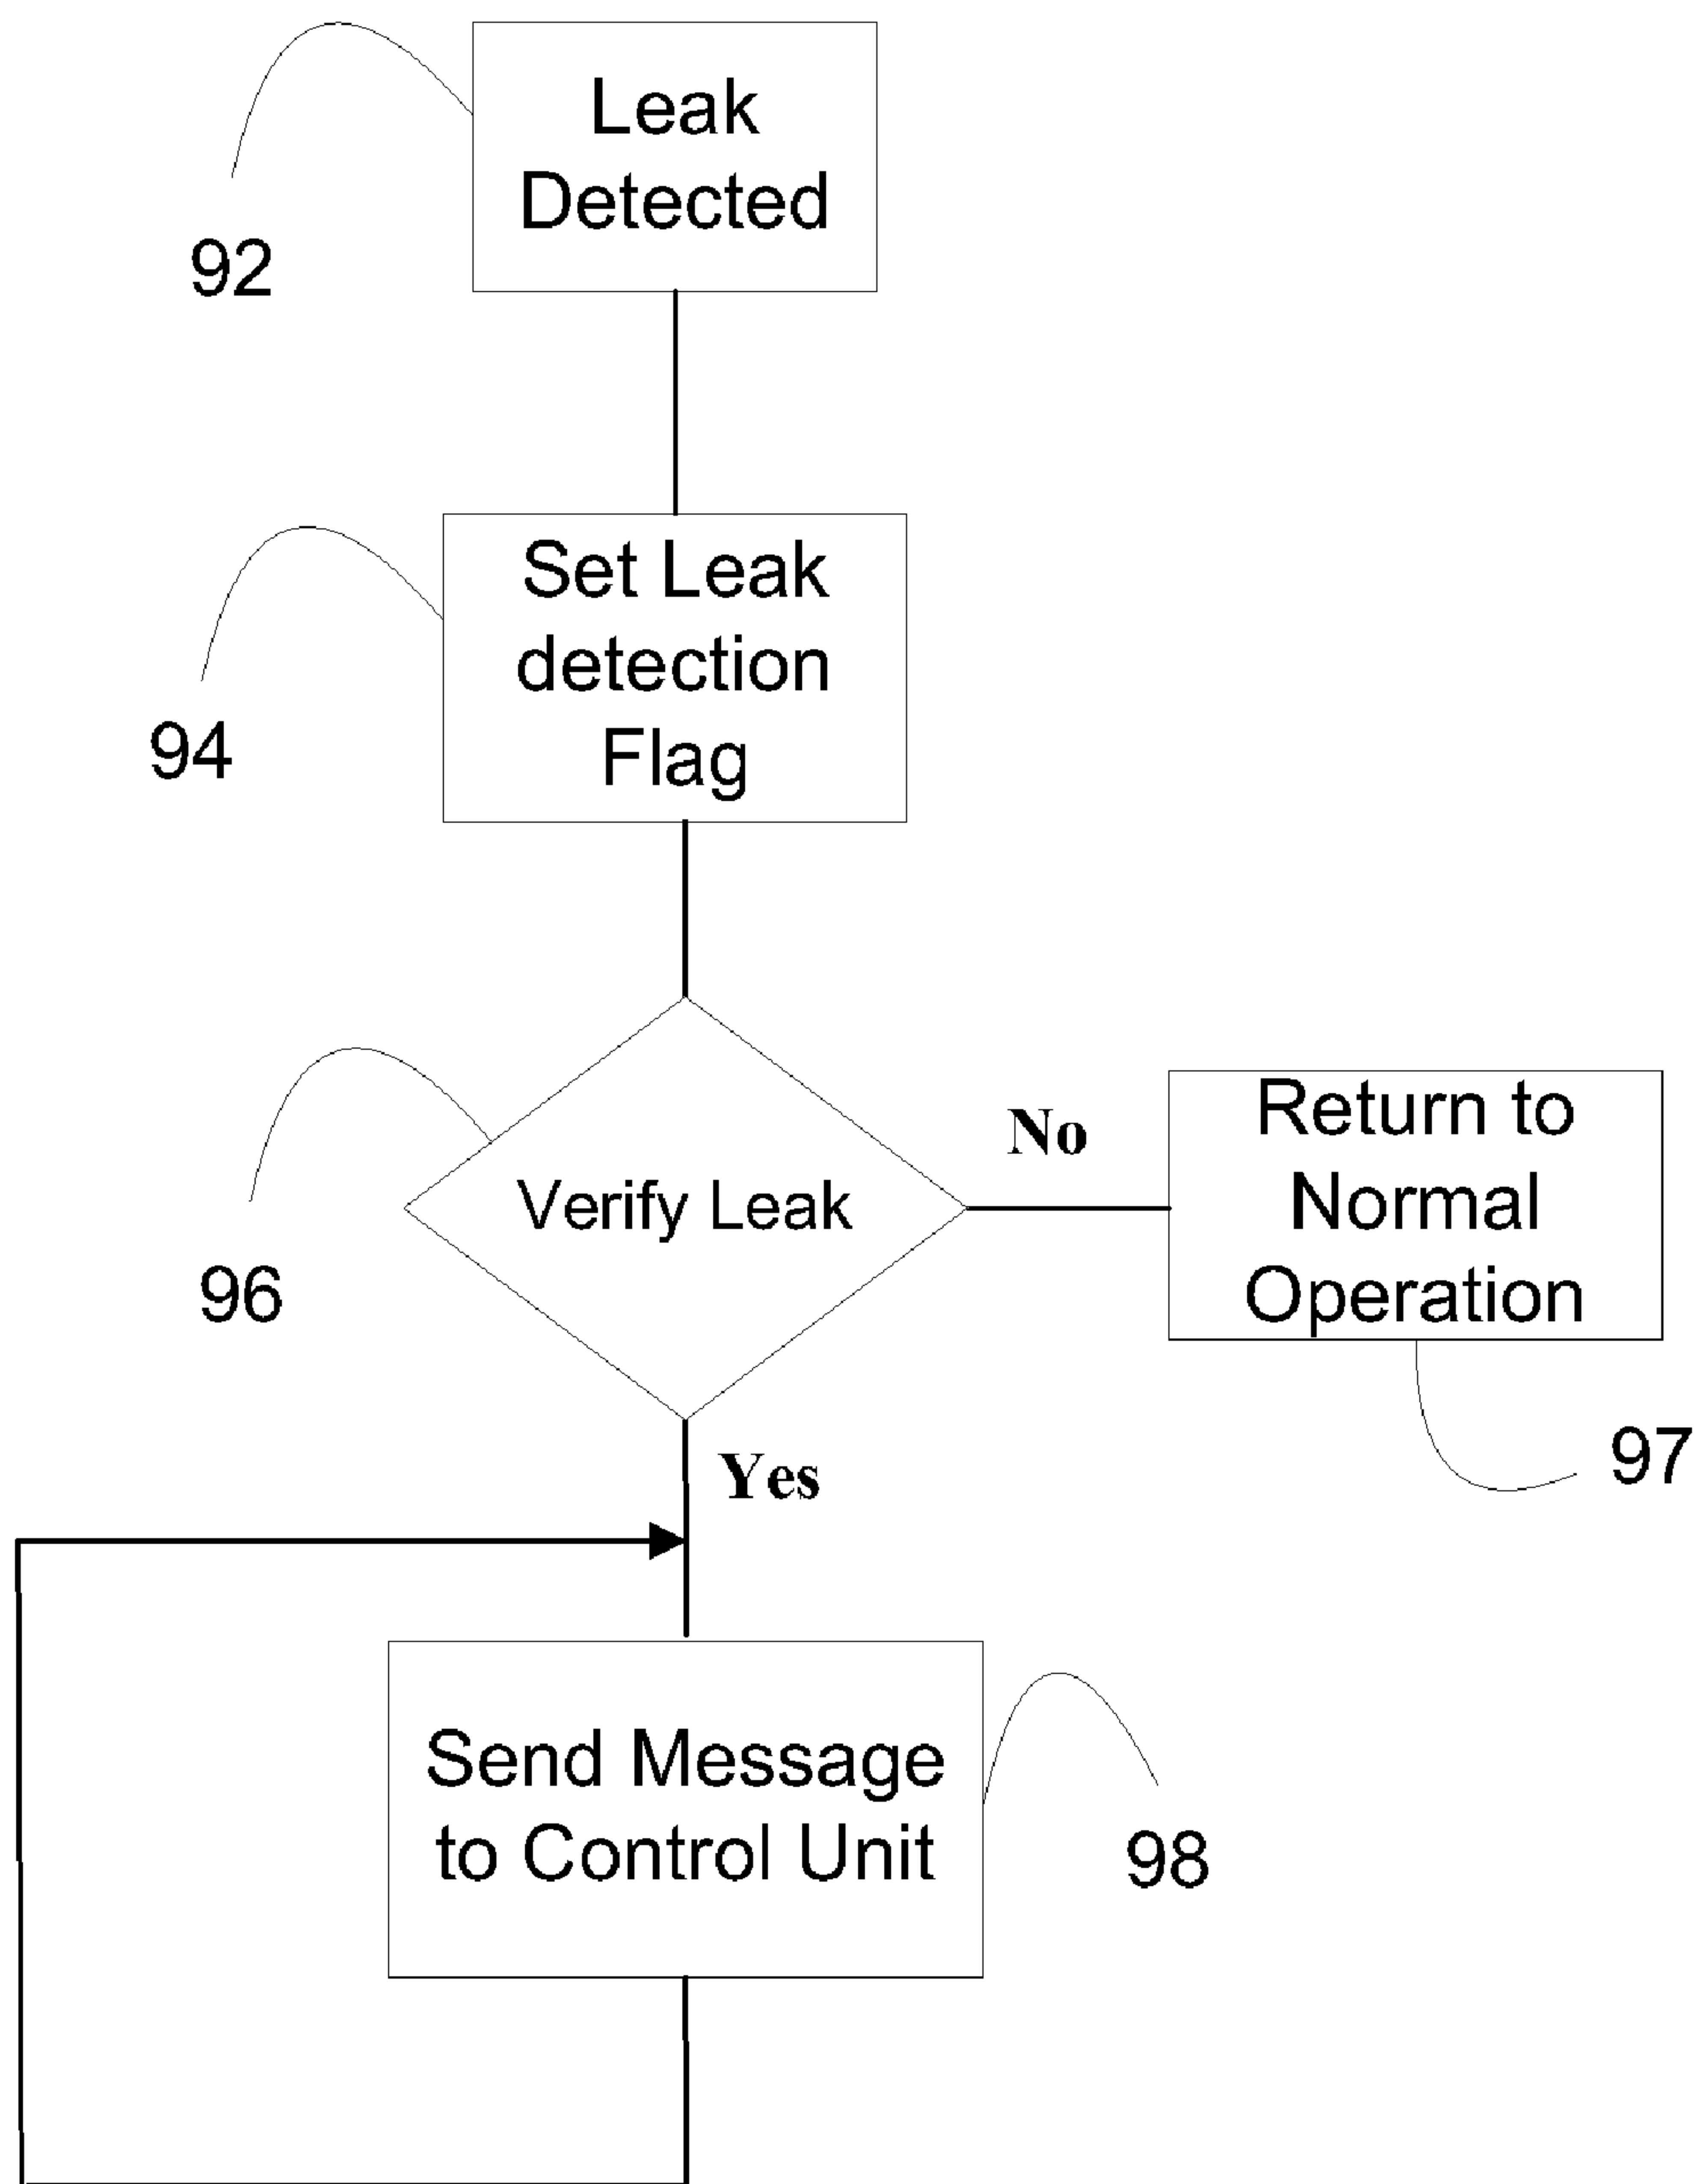 Leak
Detected
92
Set Leak
detection
Flag
94
Verify Leak
96
No
Return to
Normal
Operation
97
Yes
Send Message
to Control Unit
98